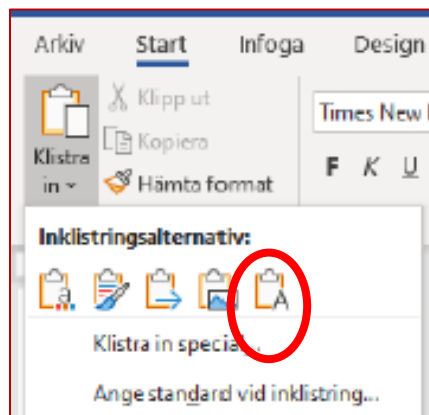 Arkiv Start Infoga Design
Klipp ut
Kopiera
Hämta format
Klistra
in
Times New
F K U
Inklistringsalternativ:
Klistra in special...
Ange standard vid inklistring...